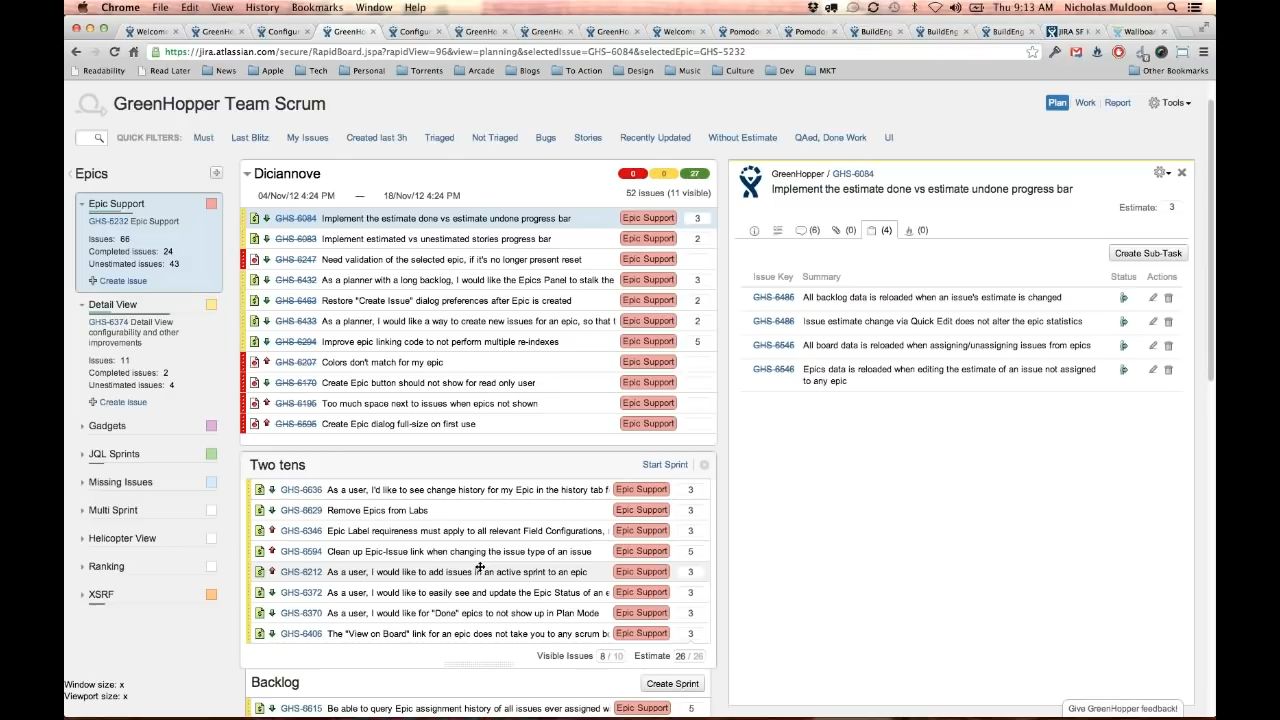 Chrome File Edit View History Bookmarks Window Help
Thu 9:13 AM Nicholas Muldoon
Welcome GreenHo Configur GreenHo Configur GreenHo GreenHo GreenHo Welcome Pomodo Pomodo BuildEng BuildEng BuildEng JIRA SF Wallboar
https://jira.atlassian.com/secure/RapidBoard.jspa?rapidView=96&view=planning&selectedIssue=GHS-6084&selectedEpic=GHS-5232
Readability Read Later News Apple Tech Personal Torrents Arcade Blogs To Action Design Music Culture Dev MKT Other Bookmarks
GreenHopper Team Scrum
Plan Work Report Tools
QUICK FILTERS: Must Last Blitz My Issues Created last 3h Triaged Not Triaged Bugs Stories Recently Updated Without Estimate QAed, Done Work UI
Epics
Epic Support
GHS-5232 Epic Support
Issues: 66
Completed issues: 24
Unestimated issues: 43
Create Issue
Detail View
GHS-6374 Detail View
configurability and other
improvements
Issues: 11
Completed issues: 2
Unestimated issues: 4
Create Issue
Gadgets
JQL Sprints
Missing Issues
Multi Sprint
Helicopter View
Ranking
XSRF
Window size: x
Viewport size: x
Diciannove 0 0 27
04/Nov/12 4:24 PM — 18/Nov/12 4:24 PM 52 issues (11 visible)
GHS-6084 Implement the estimate done vs estimate undone progress bar Epic Support 3
GHS-6083 Implement estimated vs unestimated stories progress bar Epic Support 2
GHS-6247 Need validation of the selected epic, if it's no longer present reset Epic Support
GHS-6432 As a planner with a long backlog, I would like the Epics Panel to stalk the Epic Support 3
GHS-6463 Restore "Create Issue" dialog preferences after Epic is created Epic Support 2
GHS-6433 As a planner, I would like a way to create new issues for an epic, so that t Epic Support 2
GHS-6294 Improve epic linking code to not perform multiple re-indexes Epic Support 5
GHS-6207 Colors don't match for my epic Epic Support
GHS-6170 Create Epic button should not show for read only user Epic Support
GHS-6195 Too much space next to issues when epics not shown Epic Support
GHS-6595 Create Epic dialog full-size on first use Epic Support
Two tens Start Sprint
GHS-6636 As a user, I'd like to see change history for my Epic in the history tab f Epic Support 3
GHS-6629 Remove Epics from Labs Epic Support 3
GHS-6346 Epic Label requireness must apply to all relevant Field Configurations, Epic Support 3
GHS-6594 Clean up Epic-Issue link when changing the issue type of an issue Epic Support 5
GHS-6212 As a user, I would like to add issues in an active sprint to an epic Epic Support 3
GHS-6372 As a user, I would like to easily see and update the Epic Status of an e Epic Support 3
GHS-6370 As a user, I would like for "Done" epics to not show up in Plan Mode Epic Support 3
GHS-6406 The "View on Board" link for an epic does not take you to any scrum b Epic Support 3
Visible Issues 8 / 10 Estimate 26 / 26
Backlog Create Sprint
GHS-6615 Be able to query Epic assignment history of all issues ever assigned w Epic Support 5
GreenHopper / GHS-6084
Implement the estimate done vs estimate undone progress bar
Estimate: 3
(6) (0) (4) (0)
Create Sub-Task
Issue Key Summary Status Actions
GHS-6485 All backlog data is reloaded when an issue's estimate is changed
GHS-6486 Issue estimate change via Quick Edit does not alter the epic statistics
GHS-6545 All board data is reloaded when assigning/unassigning issues from epics
GHS-6546 Epics data is reloaded when editing the estimate of an issue not assigned
to any epic
Give GreenHopper feedback!